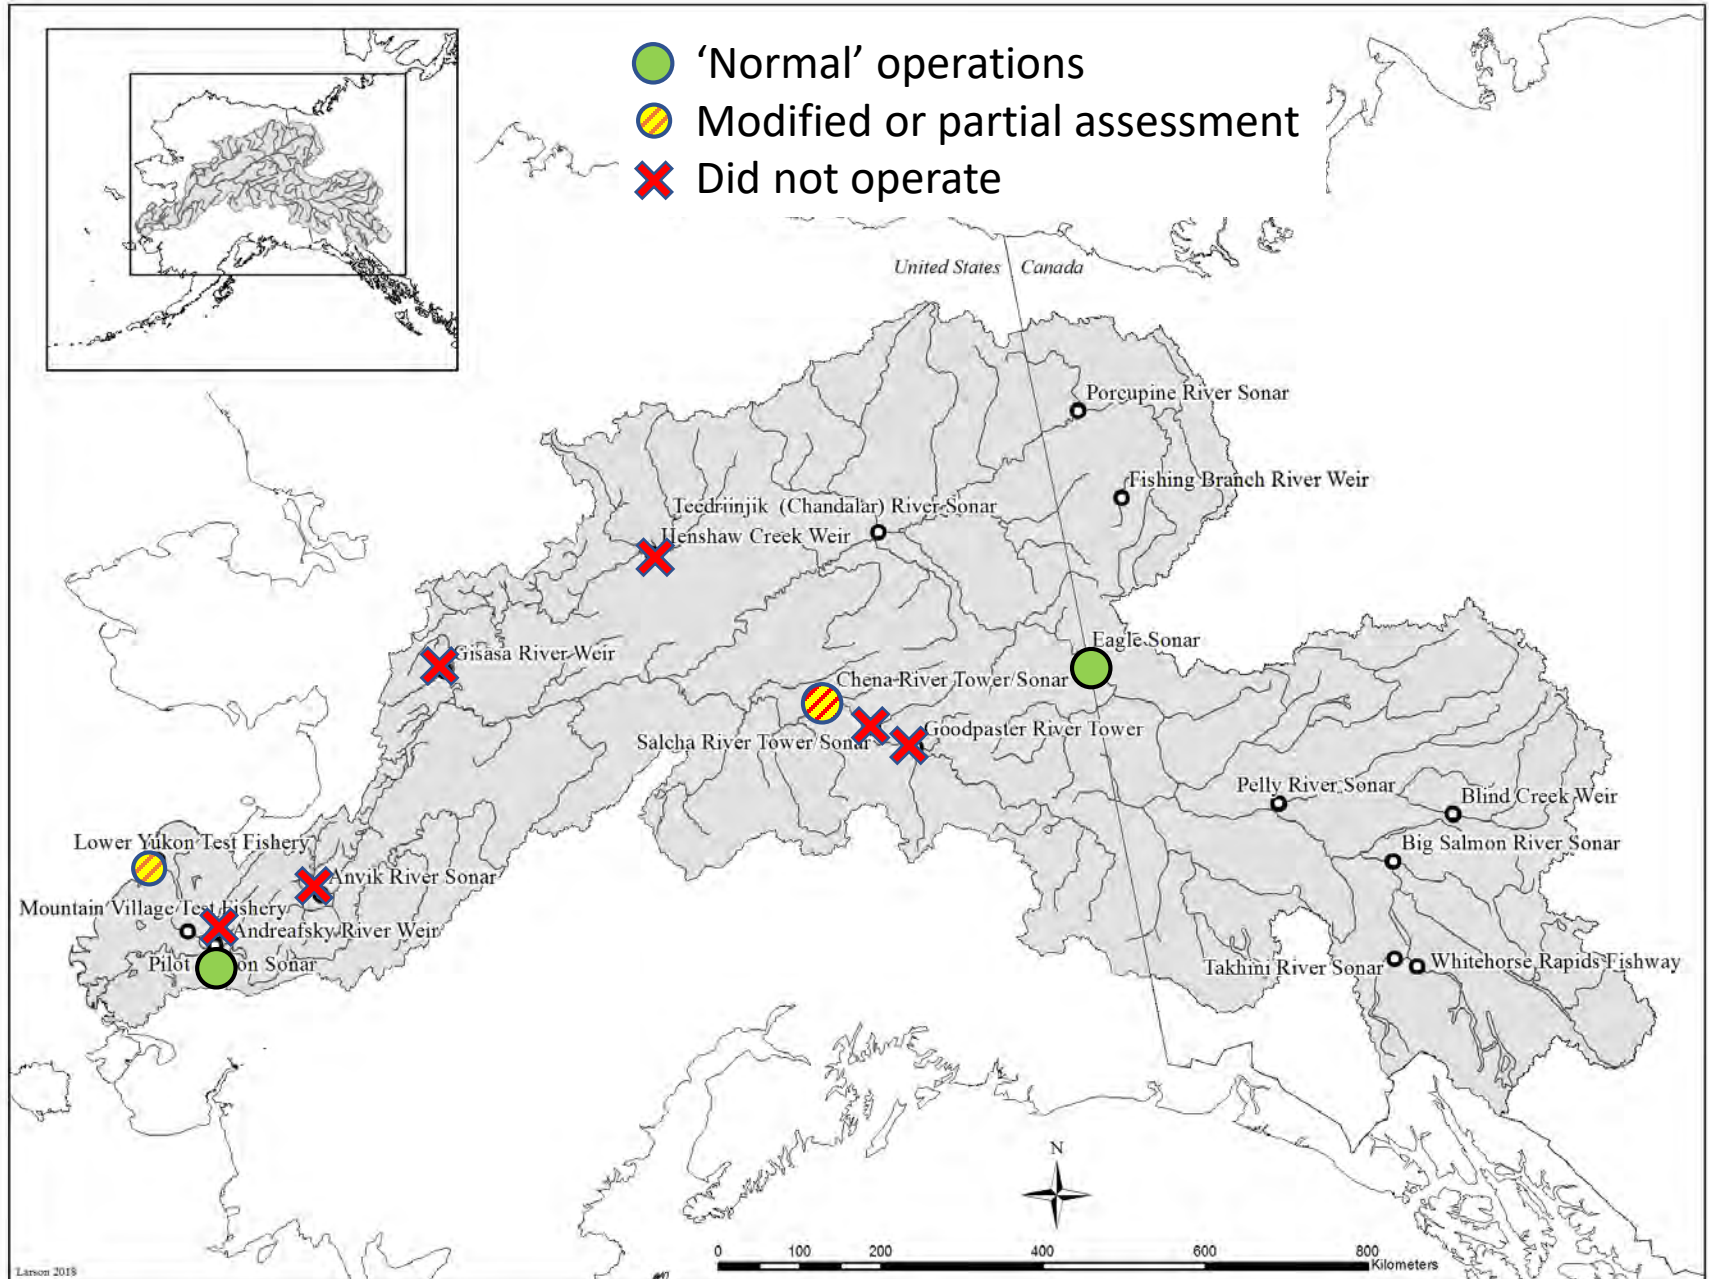 ‘Normal’ operations
Modified or partial assessment
Did not operate
United States
Canada
Porcupine River Sonar
Fishing Branch River Weir
Teedriinjik (Chandalar) River Sonar
Henshaw Creek Weir
Eagle Sonar
Gisasa River Weir
Chena River Tower/Sonar
Goodpaster River Tower
Salcha River Tower Sonar
Pelly River Sonar
Blind Creek Weir
Big Salmon River Sonar
Lower Yukon Test Fishery
Anvik River Sonar
Mountain Village Test Fishery
Andreafsky River Weir
Pilot on Sonar
Takhini River Sonar
Whitehorse Rapids Fishway
N
0 100 200 400 600 800
Kilometers
Larson 2018